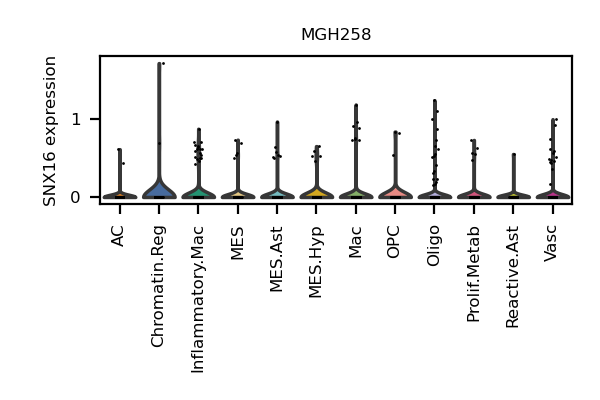 MGH258
SNX16 expression
1
0
AC
Chromatin.Reg
Inflammatory.Mac
MES
MES.Ast
MES.Hyp
Mac
OPC
Oligo
Prolif.Metab
Reactive.Ast
Vasc